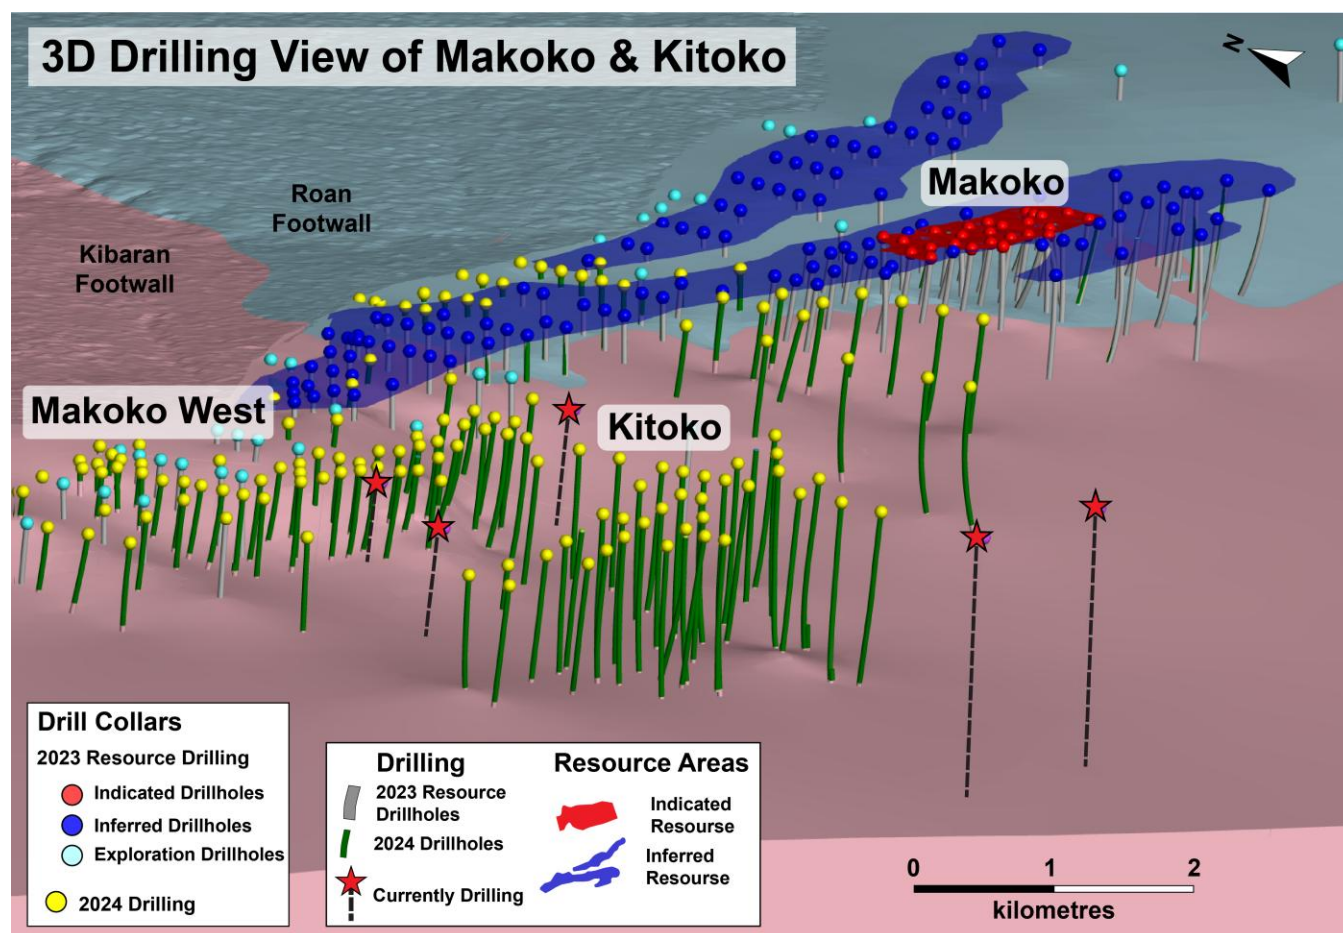 3D Drilling View of Makoko & Kitoko
N
Roan
Footwall
Makoko
Kibaran
Footwall
Makoko West
Kitoko
Drill Collars
2023 Resource Drilling
Indicated Drillholes
Inferred Drillholes
Exploration Drillholes
2024 Drilling
Drilling
2023 Resource
Drillholes
2024 Drillholes
Currently Drilling
Resource Areas
Indicated
Resourse
Inferred
Resourse
0 1 2
kilometres